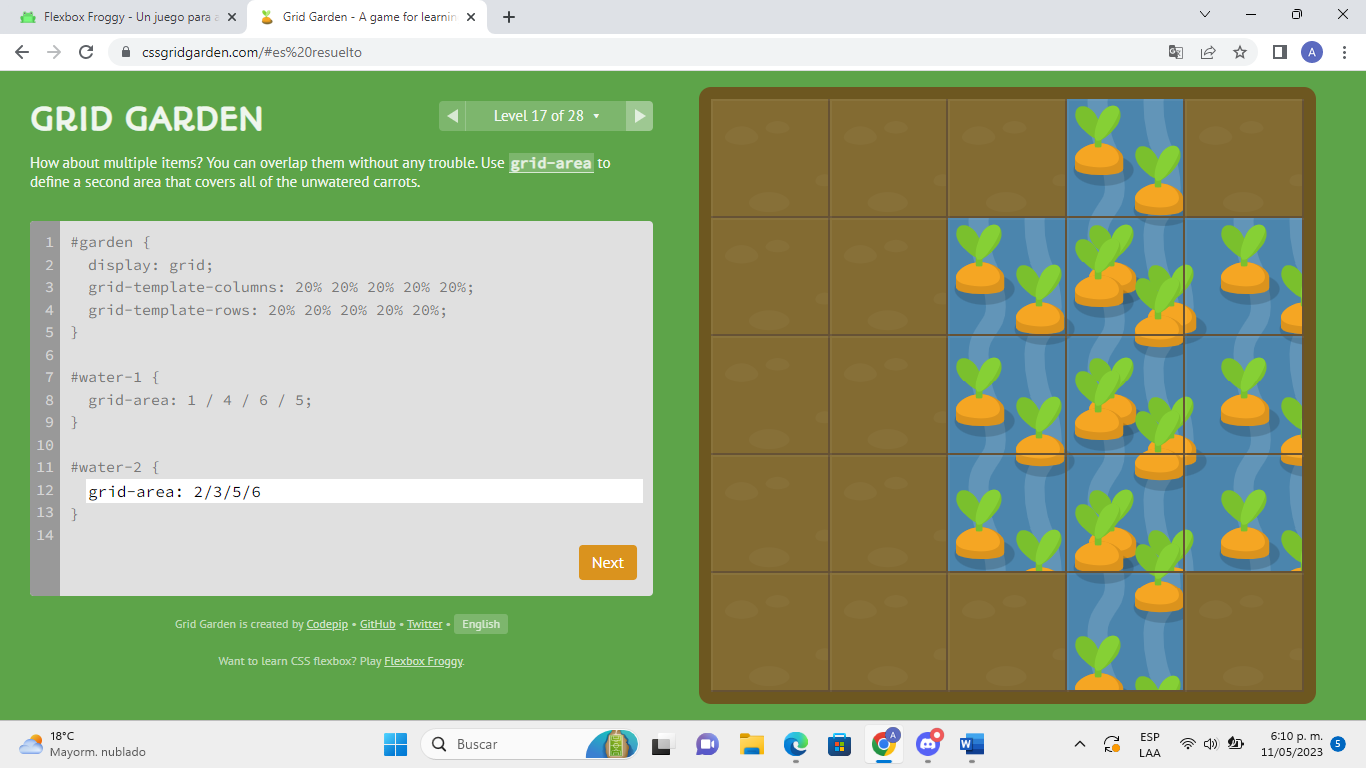 Flexbox Froggy - Un juego para a
Grid Garden - A game for learnin
cssgridgarden.com/#es%20resuelto
A
GRID GARDEN
Level 17 of 28
How about multiple items? You can overlap them without any trouble. Use grid-area to
define a second area that covers all of the unwatered carrots.
1 #garden {
2 display: grid;
3 grid-template-columns: 20% 20% 20% 20% 20%;
4 grid-template-rows: 20% 20% 20% 20% 20%;
5 }
6
7 #water-1 {
8 grid-area: 1 / 4 / 6 / 5;
9 }
10
11 #water-2 {
12 grid-area: 2/3/5/6
13 }
14
Next
Grid Garden is created by Codepip • GitHub • Twitter • English
Want to learn CSS flexbox? Play Flexbox Froggy.
18°C
Mayorm. nublado
Buscar
A
W
ESP
LAA
6:10 p. m.
11/05/2023
5